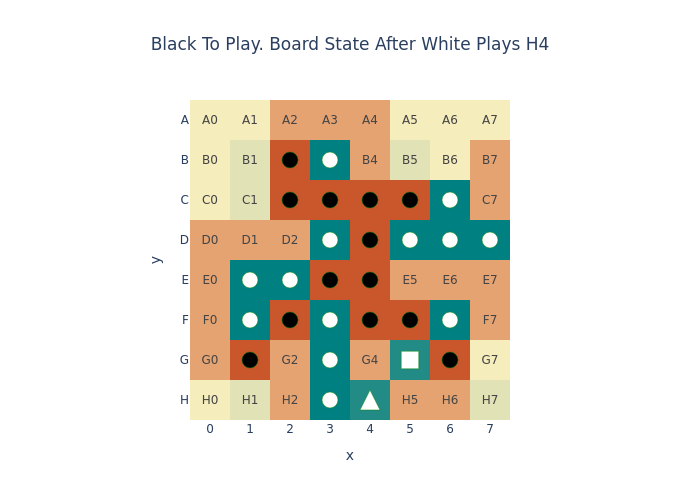 Black To Play. Board State After White Plays H4
A A0 A1 A2 A3 A4 A5 A6 A7
B B0 B1 B4 B5 B6 B7
C C0 C1 C7
D D0 D1 D2
y
E E0 E5 E6 E7
F F0 F7
G G0 G2 G4 G7
H H0 H1 H2 H5 H6 H7
0 1 2 3 4 5 6 7
x